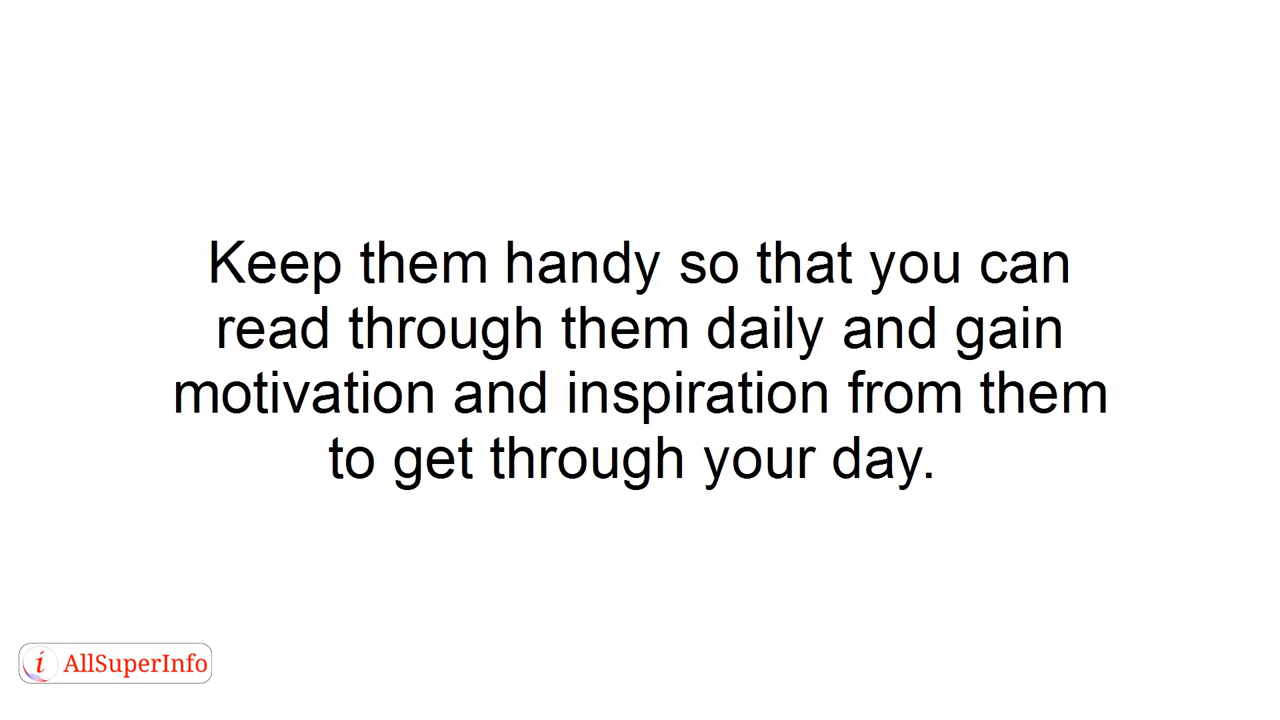 Keep them handy so that you can
read through them daily and gain
motivation and inspiration from them
to get through your day.
i AllSuperInfo